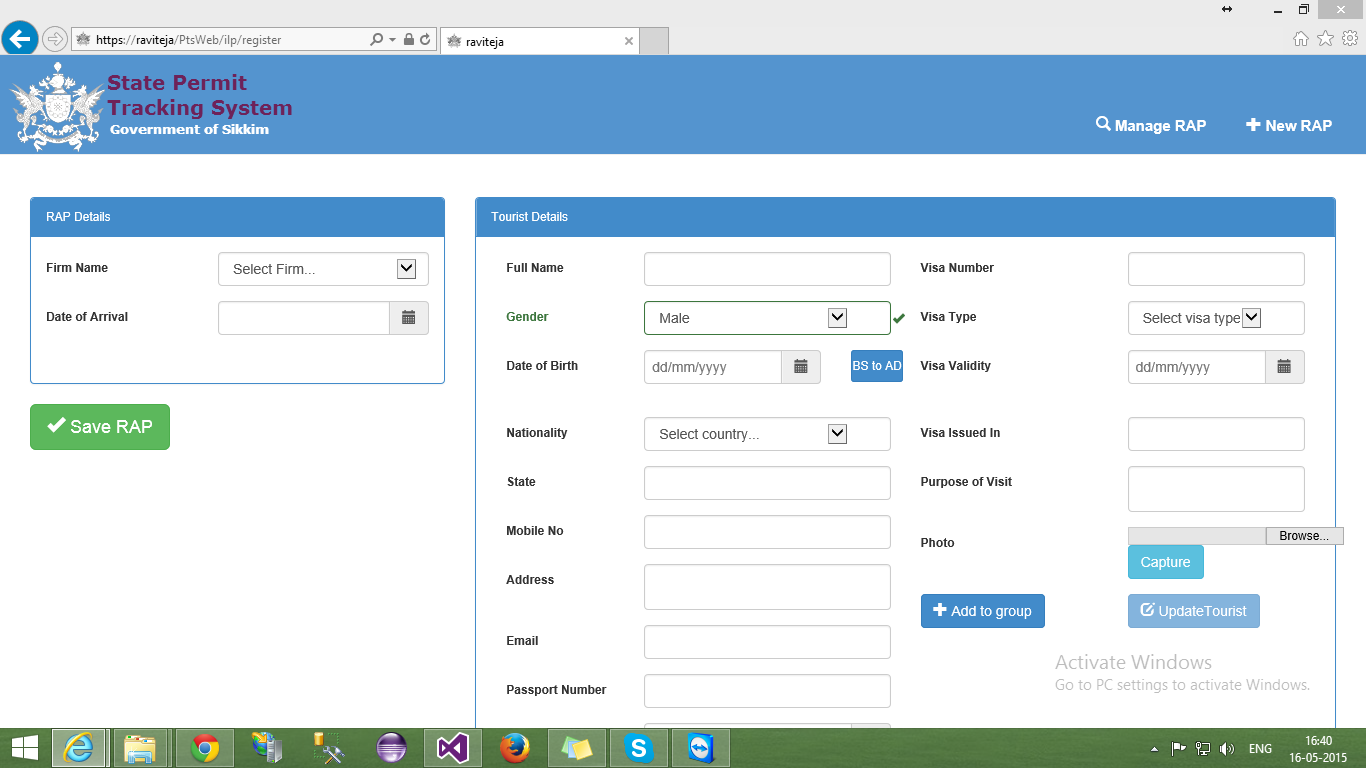 https://raviteja/PtsWeb/ilp/register
raviteja
State Permit
Tracking System
Government of Sikkim
Manage RAP
New RAP
RAP Details
Firm Name
Select Firm...
Date of Arrival
Save RAP
Tourist Details
Full Name
Gender
Male
Date of Birth
dd/mm/yyyy
BS to AD
Nationality
Select country...
State
Mobile No
Address
Email
Passport Number
Visa Number
Visa Type
Select visa type
Visa Validity
dd/mm/yyyy
Visa Issued In
Purpose of Visit
Photo
Browse...
Capture
Add to group
UpdateTourist
Activate Windows
Go to PC settings to activate Windows.
ENG
16:40
16-05-2015